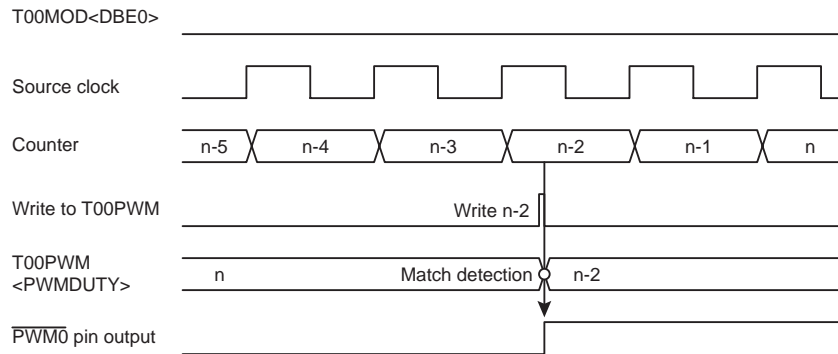 T00MOD<DBE0>
Source clock
Counter
n-5 n-4 n-3 n-2 n-1 n
Write to T00PWM
Write n-2
T00PWM
<PWMDUTY>
n
Match detection
n-2
PWM0 pin output